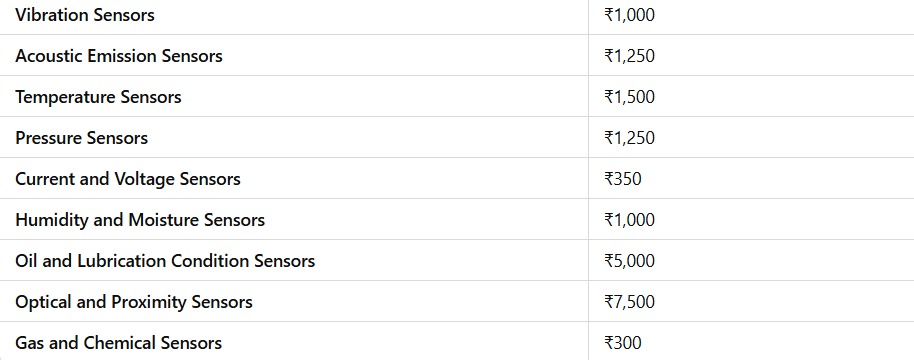 Vibration Sensors ₹1,000
Acoustic Emission Sensors ₹1,250
Temperature Sensors ₹1,500
Pressure Sensors ₹1,250
Current and Voltage Sensors ₹350
Humidity and Moisture Sensors ₹1,000
Oil and Lubrication Condition Sensors ₹5,000
Optical and Proximity Sensors ₹7,500
Gas and Chemical Sensors ₹300